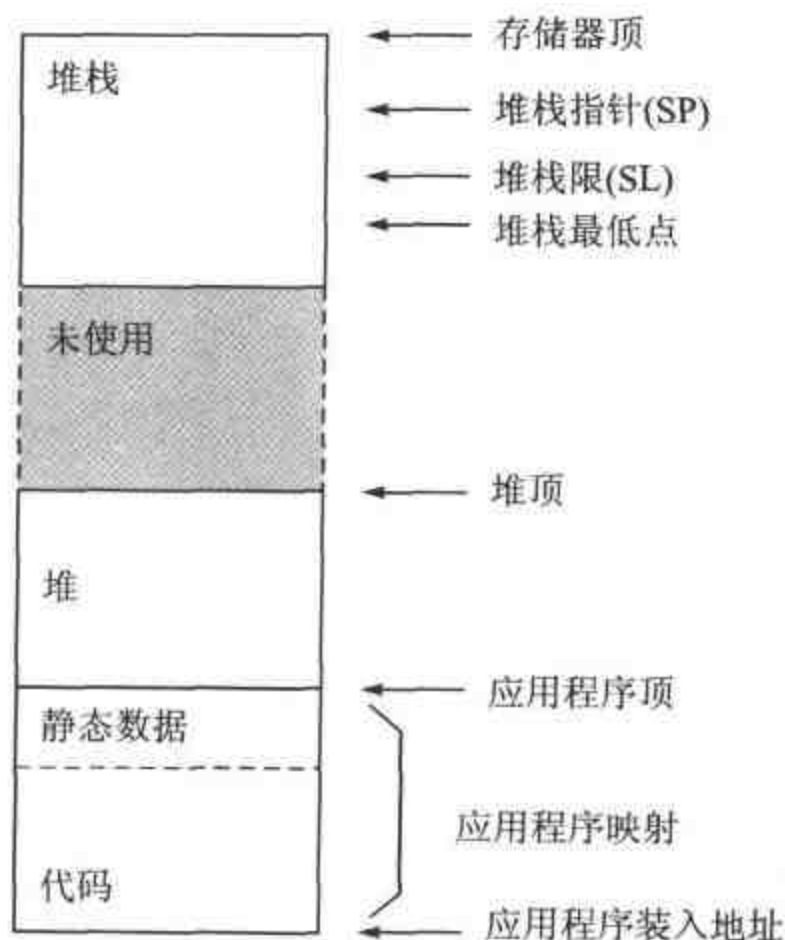 存储器顶
堆栈
堆栈指针(SP)
堆栈限(SL)
堆栈最低点
未使用
堆顶
堆
应用程序顶
静态数据
应用程序映射
代码
应用程序装入地址